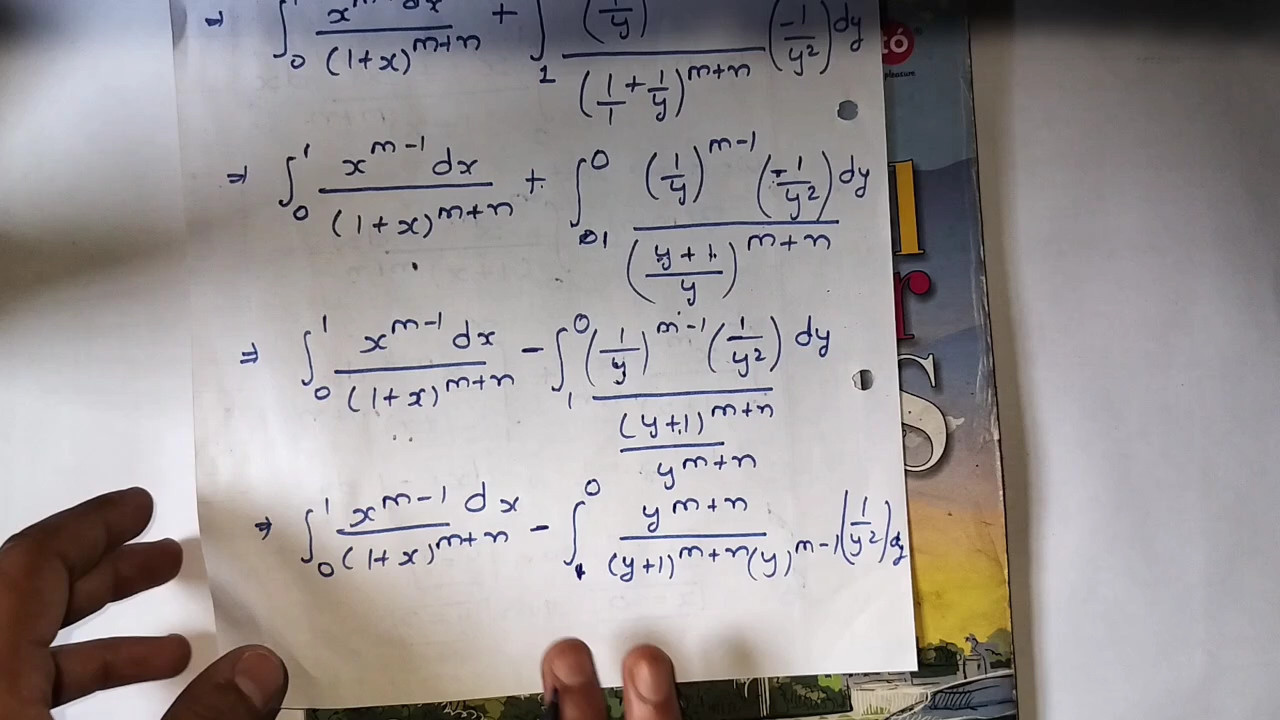 ⇒ ∫₀¹ x^{m-1} dx / (1+x)^{m+n} + ∫₁ (1/y) / (1/1 + 1/y)^{m+n} (-1/y²) dy
⇒ ∫₀¹ x^{m-1} dx / (1+x)^{m+n} + ∫₁⁰ (1/y)^{m-1} (-1/y²) dy / ((y+1)/y)^{m+n}
⇒ ∫₀¹ x^{m-1} dx / (1+x)^{m+n} - ∫₁⁰ (1/y)^{m-1} (1/y²) dy / ((y+1)^{m+n} / y^{m+n})
⇒ ∫₀¹ x^{m-1} dx / (1+x)^{m+n} - ∫₁⁰ y^{m+n} / ((y+1)^{m+n} (y)^{m-1}) (1/y²) dy
pleasure